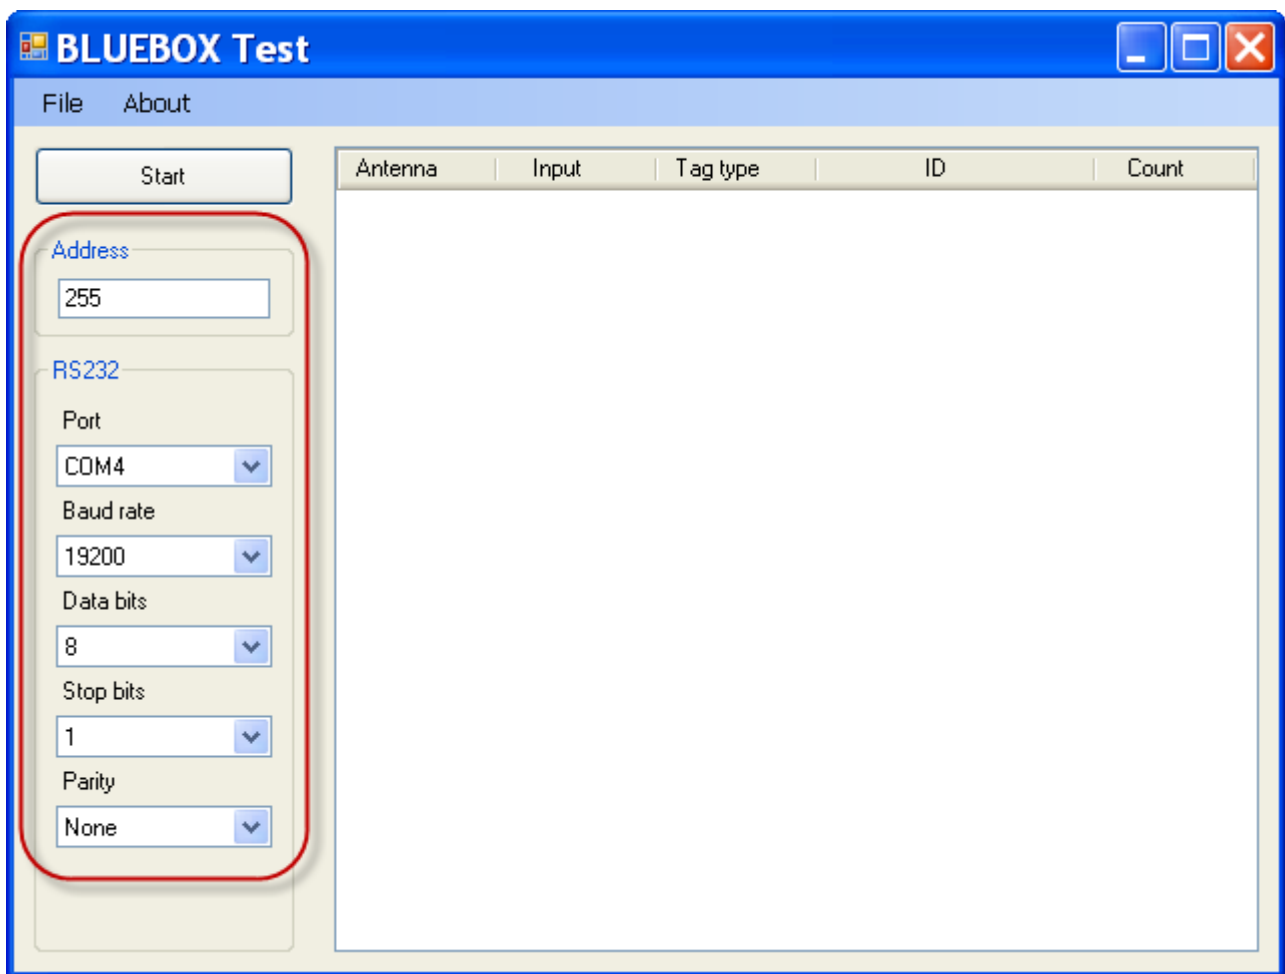 BLUEBOX Test
File About
Start
Antenna Input Tag type ID Count
Address
255
RS232
Port
COM4
Baud rate
19200
Data bits
8
Stop bits
1
Parity
None